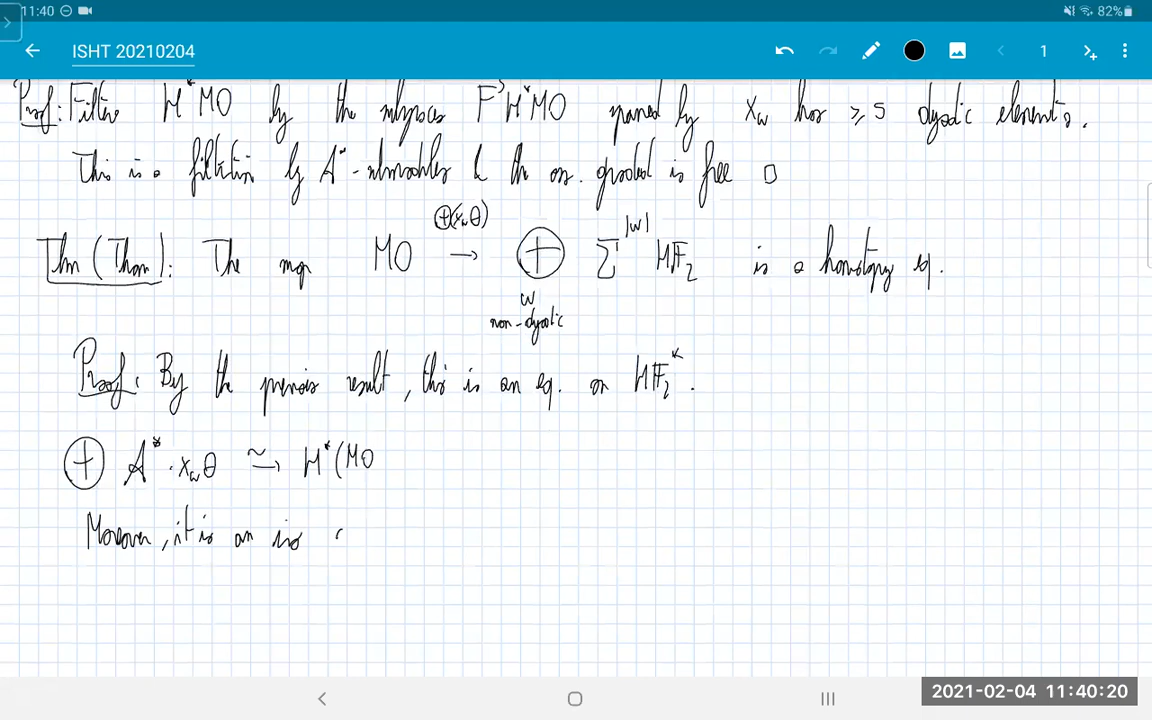 11:40 82%
ISHT 20210204 1
Proof: Filter H*MO by the subspaces F^s H*MO spanned by x_w has ≥ s dyadic elements.
This is a filtration by A*-submodules & the ass. graded is free □
⊕(x_w θ)
Thm (Thom): The map MO → ⊕ Σ^|w| HF_2 is a homotopy eq.
w
non-dyadic
Proof: By the previous result, this is an eq. on HF_2^*.
⊕ A* · x_w θ ~→ H*(MO
Moreover, it is an iso
2021-02-04 11:40:20